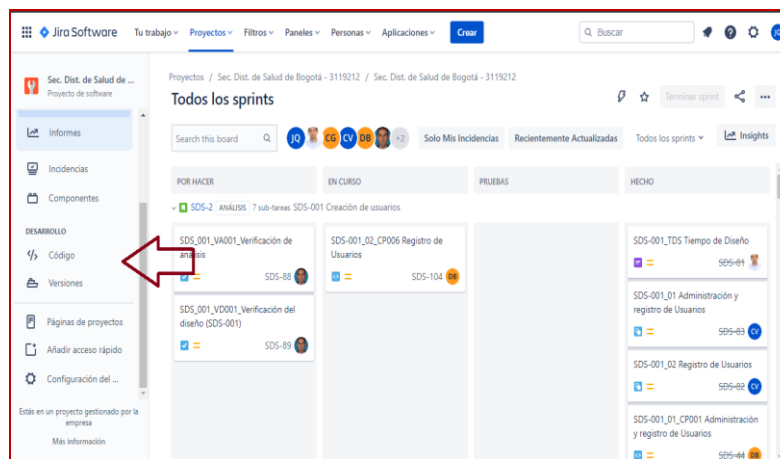 Jira Software Tu trabajo Proyectos Filtros Paneles Personas Aplicaciones Crear Buscar JQ
Sec. Dist. de Salud de ...
Proyecto de software
Informes
Incidencias
Componentes
DESARROLLO
Código
Versiones
Páginas de proyectos
Añadir acceso rápido
Configuración del ...
Estás en un proyecto gestionado por la
empresa
Más información
Proyectos / Sec. Dist. de Salud de Bogotá - 3119212 / Sec. Dist. de Salud de Bogotá - 3119212
Todos los sprints
Terminar sprint
Search this board JQ CG CV DB +2 Solo Mis Incidencias Recientemente Actualizadas Todos los sprints Insights
POR HACER EN CURSO PRUEBAS HECHO
SDS-2 ANÁLISIS 7 sub-tareas SDS-001 Creación de usuarios
SDS_001_VA001_Verificación de
analisis
SDS-88
SDS_001_VD001_Verificación del
diseño (SDS-001)
SDS-89
SDS-001_02_CP006 Registro de
Usuarios
SDS-104 DB
SDS-001_TDS Tiempo de Diseño
SDS-81
SDS-001_01 Administración y
registro de Usuarios
SDS-83 CV
SDS-001_02 Registro de Usuarios
SDS-82 CV
SDS-001_01_CP001 Administración
y registro de Usuarios
SDS-44 DB